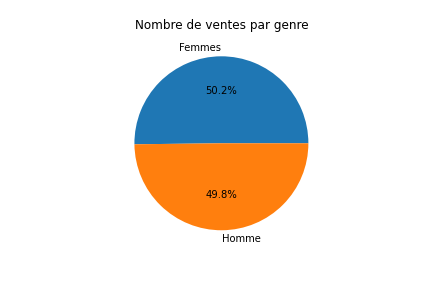 Nombre de ventes par genre
Femmes
50.2%
49.8%
Homme